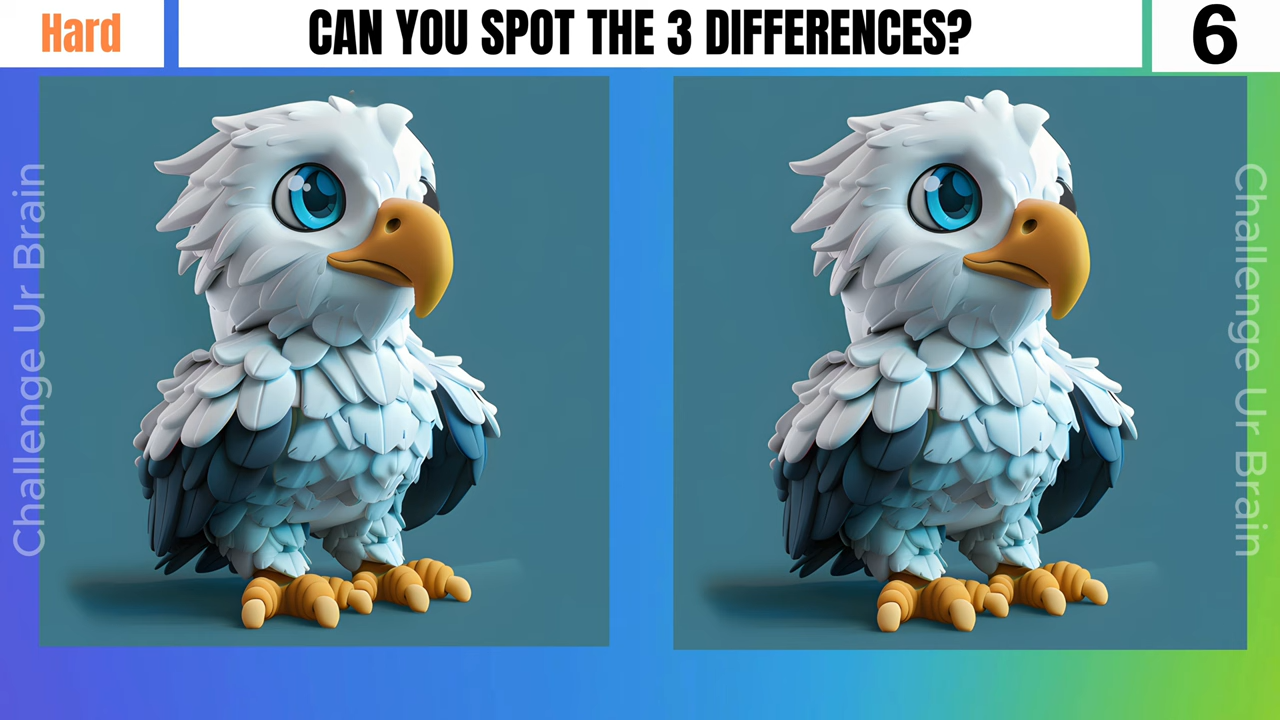 Hard
CAN YOU SPOT THE 3 DIFFERENCES?
6
Challenge Ur Brain
Challenge Ur Brain